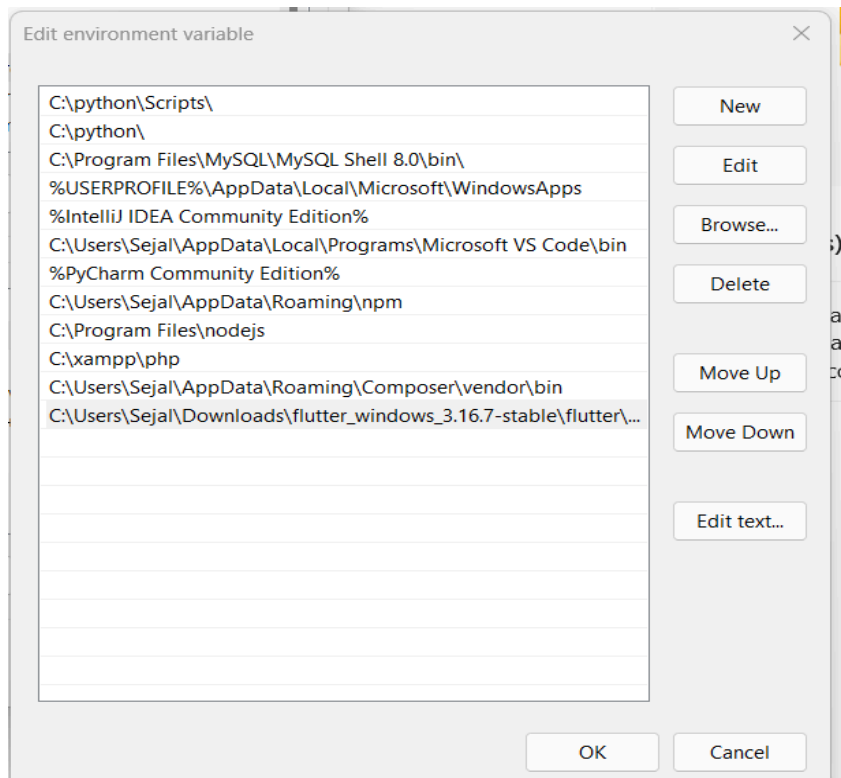 Edit environment variable
C:\python\Scripts\
New
C:\python\
C:\Program Files\MySQL\MySQL Shell 8.0\bin\
Edit
%USERPROFILE%\AppData\Local\Microsoft\WindowsApps
%IntelliJ IDEA Community Edition%
Browse...
C:\Users\Sejal\AppData\Local\Programs\Microsoft VS Code\bin
%PyCharm Community Edition%
Delete
C:\Users\Sejal\AppData\Roaming\npm
C:\Program Files\nodejs
C:\xampp\php
Move Up
C:\Users\Sejal\AppData\Roaming\Composer\vendor\bin
C:\Users\Sejal\Downloads\flutter_windows_3.16.7-stable\flutter\...
Move Down
Edit text...
OK
Cancel